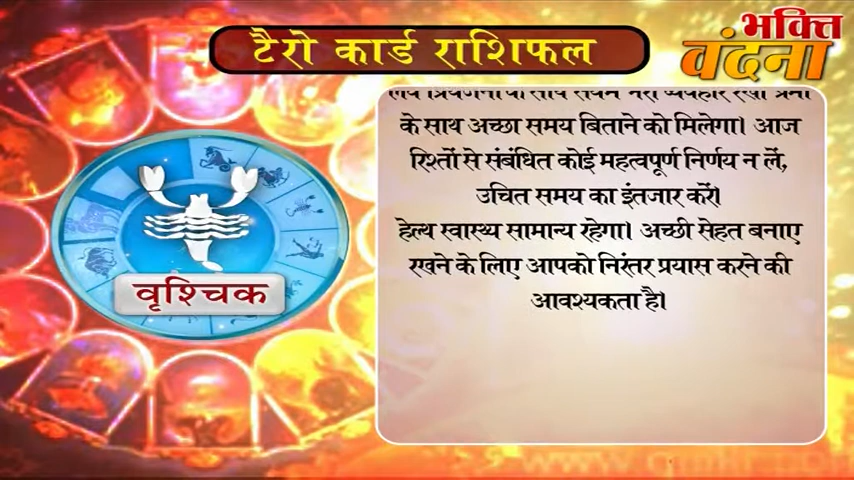 टैरो कार्ड राशिफल
भक्ति
वंदना
के साथ अच्छा समय बिताने को मिलेगा। आज
रिश्तों से संबंधित कोई महत्वपूर्ण निर्णय न लें,
उचित समय का इंतजार करें।
हेल्थ स्वास्थ्य सामान्य रहेगा। अच्छी सेहत बनाए
रखने के लिए आपको निरंतर प्रयास करने की
आवश्यकता है।
वृश्चिक